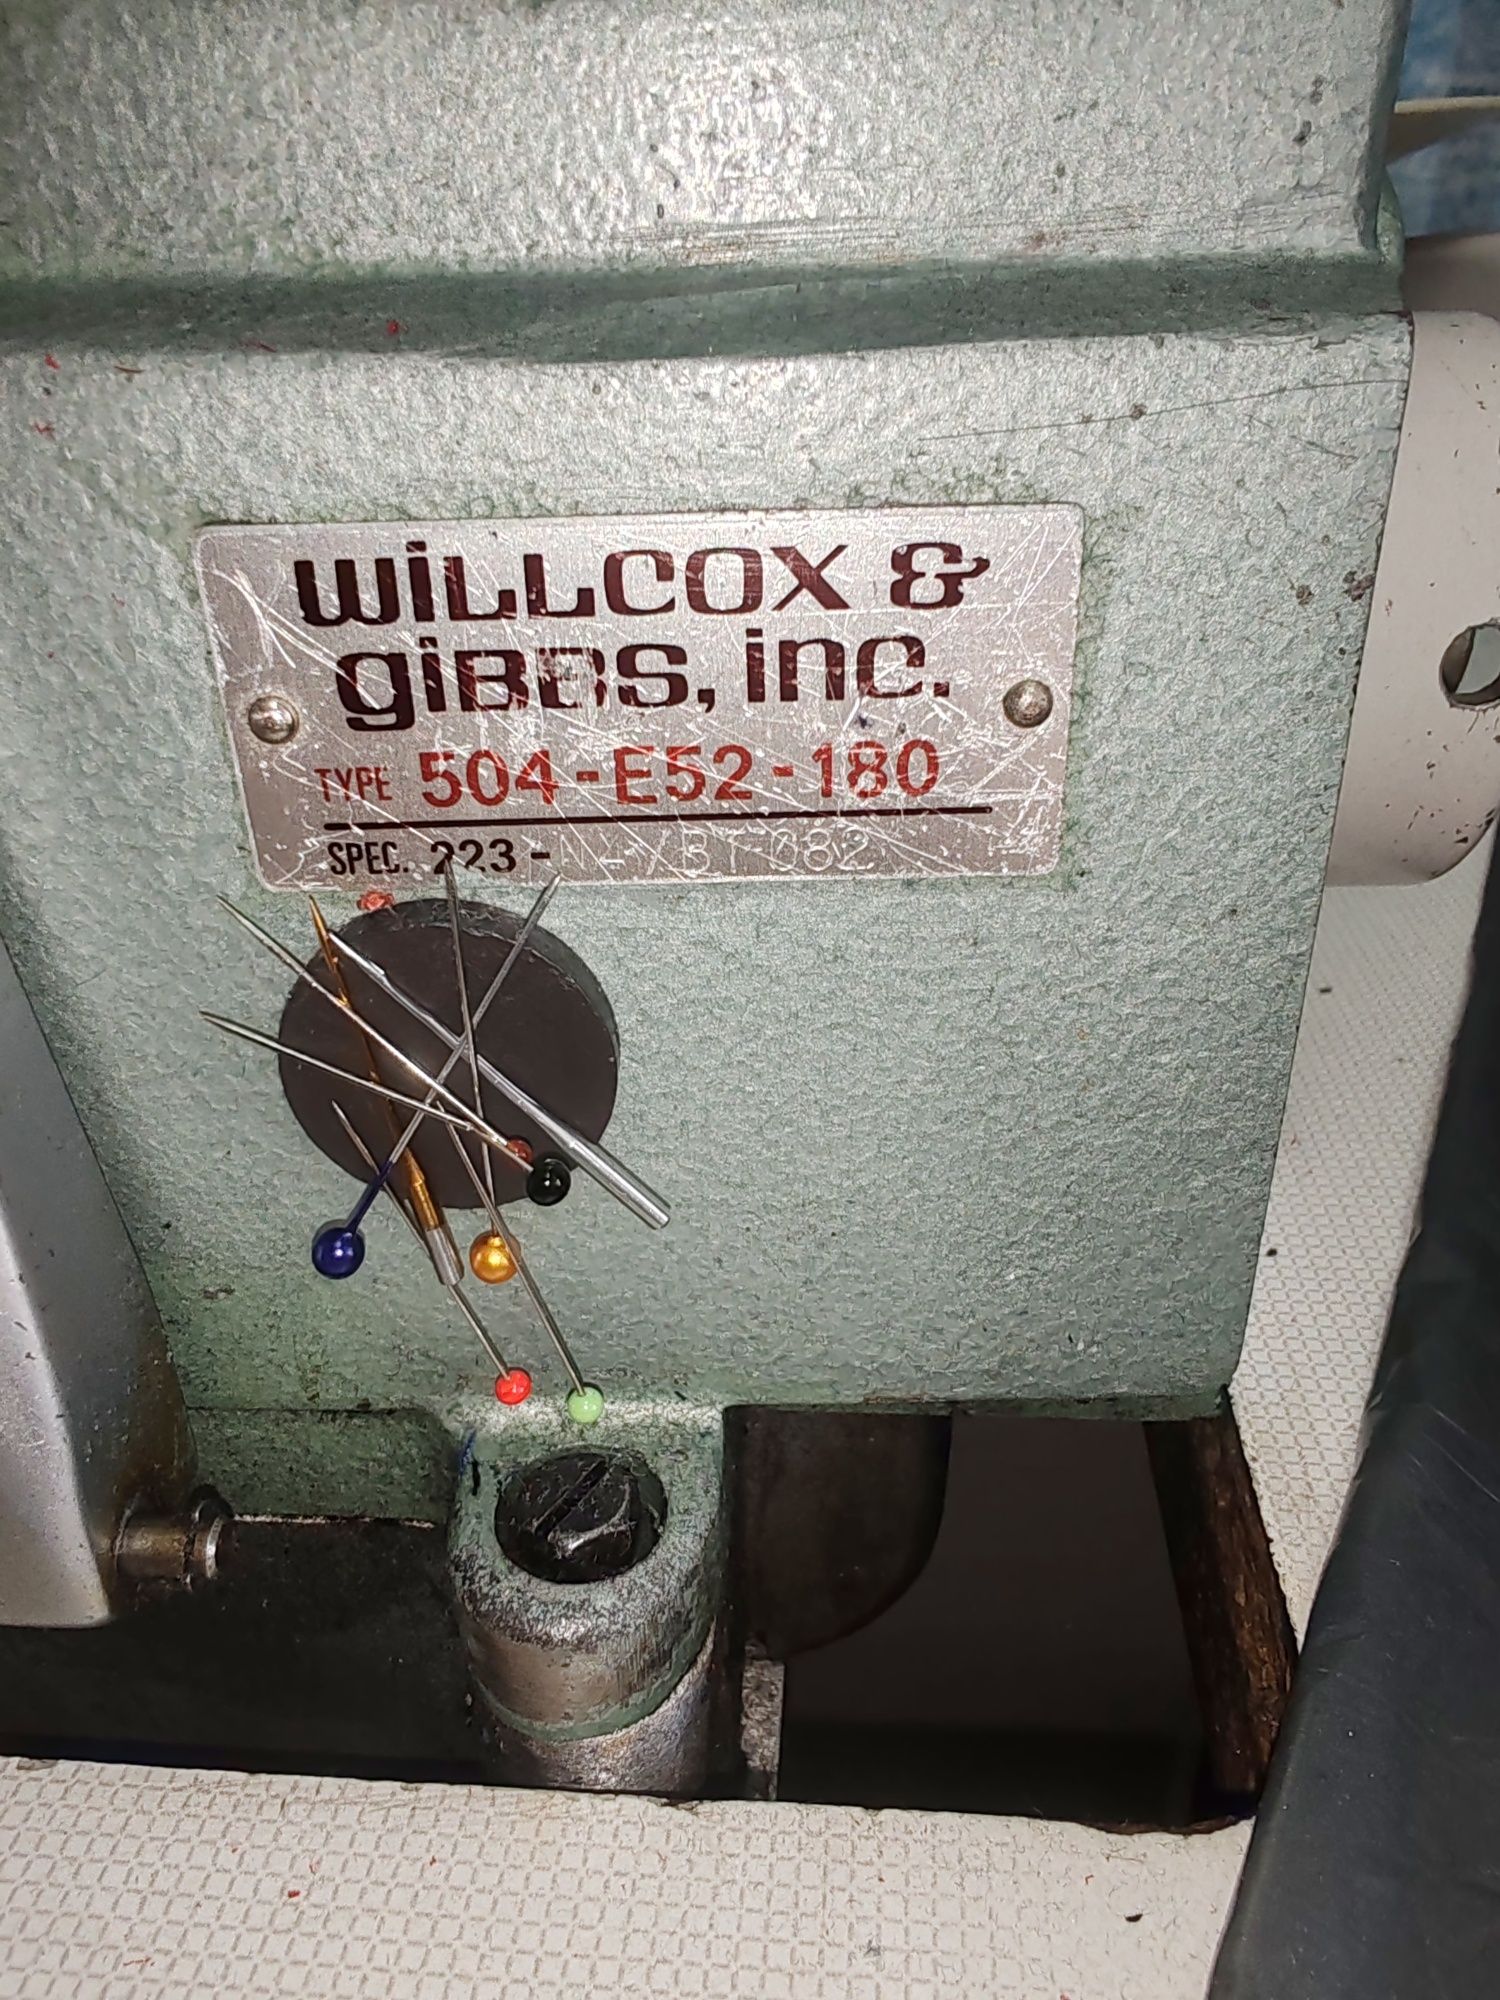 WiLLCOX &
giBBS, inc.
TYPE 504-E52-180
SPEC. 223-